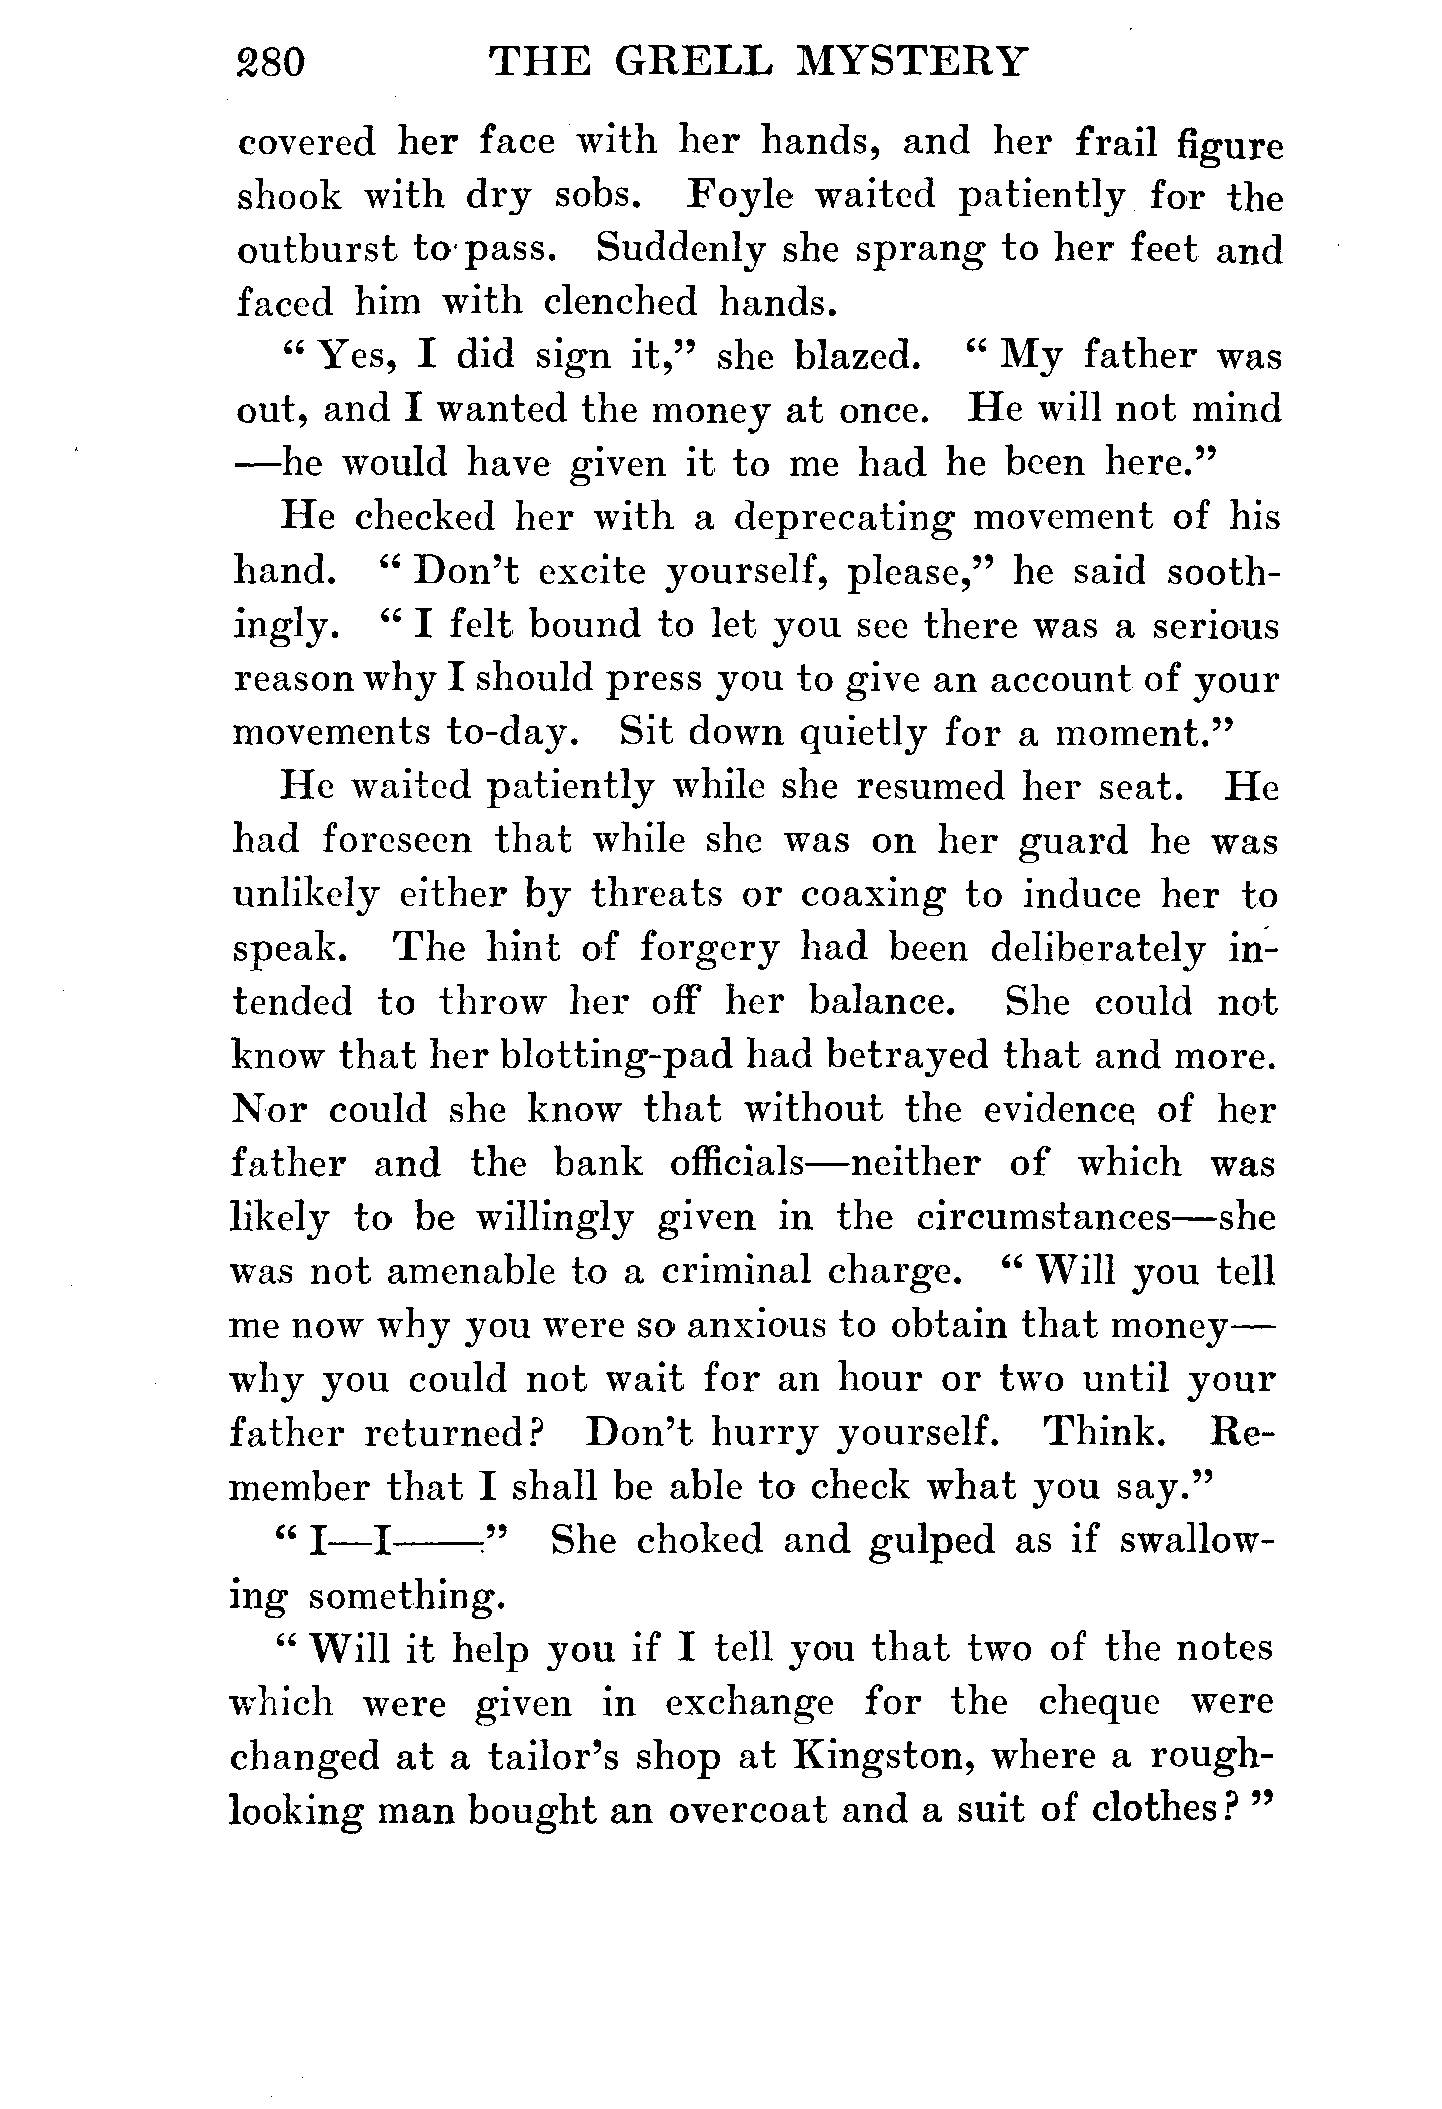 280 THE GRELL MYSTERY
covered her face with her hands, and her frail figure
shook with dry sobs. Foyle waited patiently for the
outburst to pass. Suddenly she sprang to her feet and
faced him with clenched hands.
“ Yes, I did sign it,” she blazed. “ My father was
out, and I wanted the money at once. He will not mind
—he would have given it to me had he been here.”
He checked her with a deprecating movement of his
hand. “ Don’t excite yourself, please,” he said sooth-
ingly. “ I felt bound to let you see there was a serious
reason why I should press you to give an account of your
movements to-day. Sit down quietly for a moment.”
He waited patiently while she resumed her seat. He
had foreseen that while she was on her guard he was
unlikely either by threats or coaxing to induce her to
speak. The hint of forgery had been deliberately in-
tended to throw her off her balance. She could not
know that her blotting-pad had betrayed that and more.
Nor could she know that without the evidence of her
father and the bank officials—neither of which was
likely to be willingly given in the circumstances—she
was not amenable to a criminal charge. “ Will you tell
me now why you were so anxious to obtain that money—
why you could not wait for an hour or two until your
father returned? Don’t hurry yourself. Think. Re-
member that I shall be able to check what you say.”
“ I—I——” She choked and gulped as if swallow-
ing something.
“ Will it help you if I tell you that two of the notes
which were given in exchange for the cheque were
changed at a tailor’s shop at Kingston, where a rough-
looking man bought an overcoat and a suit of clothes? ”